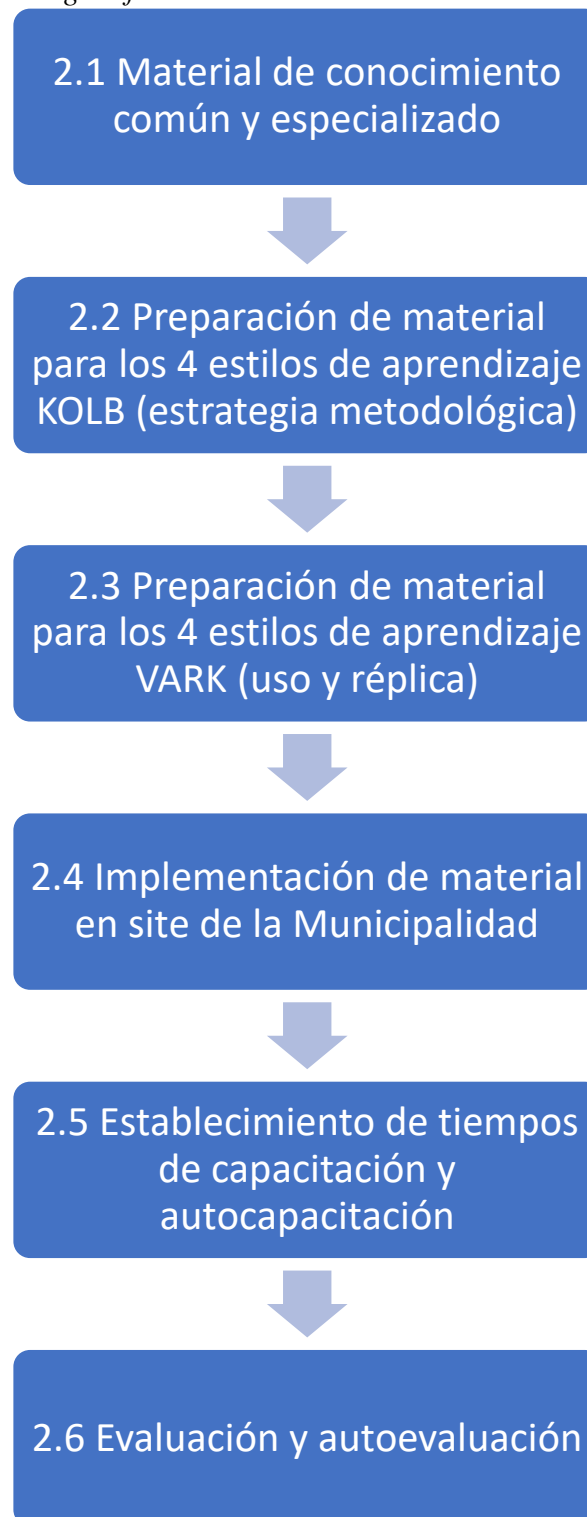 2.1 Material de conocimiento
común y especializado
2.2 Preparación de material
para los 4 estilos de aprendizaje
KOLB (estrategia metodológica)
2.3 Preparación de material
para los 4 estilos de aprendizaje
VARK (uso y réplica)
2.4 Implementación de material
en site de la Municipalidad
2.5 Establecimiento de tiempos
de capacitación y
autocapacitación
2.6 Evaluación y autoevaluación